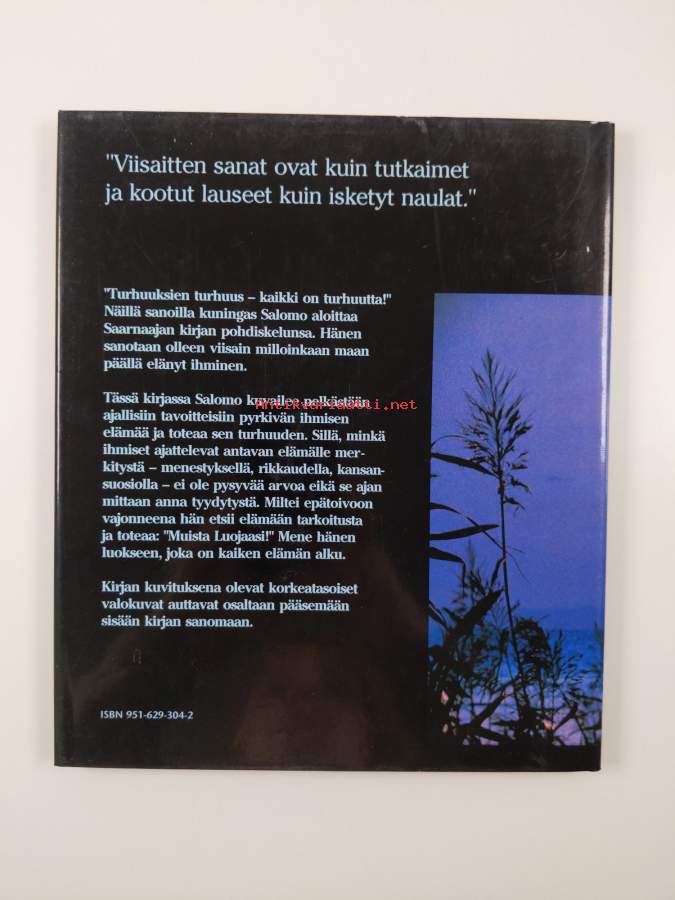 "Viisaitten sanat ovat kuin tutkaimet
ja kootut lauseet kuin isketyt naulat."
"Turhuuksien turhuus – kaikki on turhuutta!"
Näillä sanoilla kuningas Salomo aloittaa
Saarnaajan kirjan pohdiskelunsa. Hänen
sanotaan olleen viisain milloinkaan maan
päällä elänyt ihminen.
Tässä kirjassa Salomo kuvailee pelkästään
Antikvariaatti.net
ajallisiin tavoitteisiin pyrkivän ihmisen
elämää ja toteaa sen turhuuden. Sillä, minkä
ihmiset ajattelevat antavan elämälle mer-
kitystä – menestyksellä, rikkaudella, kansan-
suosiolla – ei ole pysyvää arvoa eikä se ajan
mittaan anna tyydytystä. Miltei epätoivoon
vajonneena hän etsii elämään tarkoitusta
ja toteaa: "Muista Luojaasi!" Mene hänen
luokseen, joka on kaiken elämän alku.
Kirjan kuvituksena olevat korkeatasoiset
valokuvat auttavat osaltaan pääsemään
sisään kirjan sanomaan.
ISBN 951-629-304-2